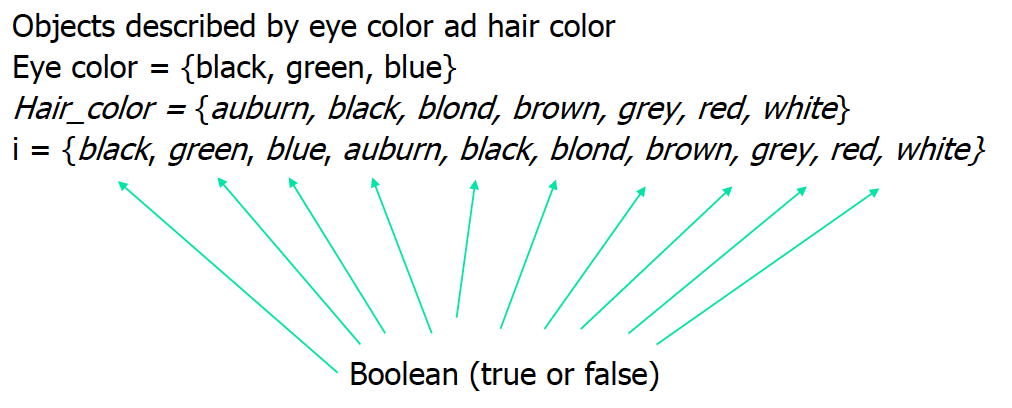 Objects described by eye color ad hair color
Eye color = {black, green, blue}
Hair_color = {auburn, black, blond, brown, grey, red, white}
i = {black, green, blue, auburn, black, blond, brown, grey, red, white}
Boolean (true or false)